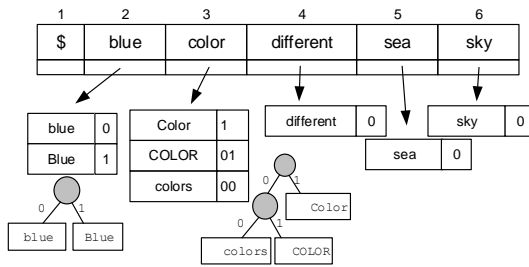 1 2 3 4 5 6
$ blue color different sea sky
blue 0
Blue 1
Color 1
COLOR 01
colors 00
different 0
sea 0
sky 0
0 1
blue Blue
0 1
Color
0 1
colors COLOR